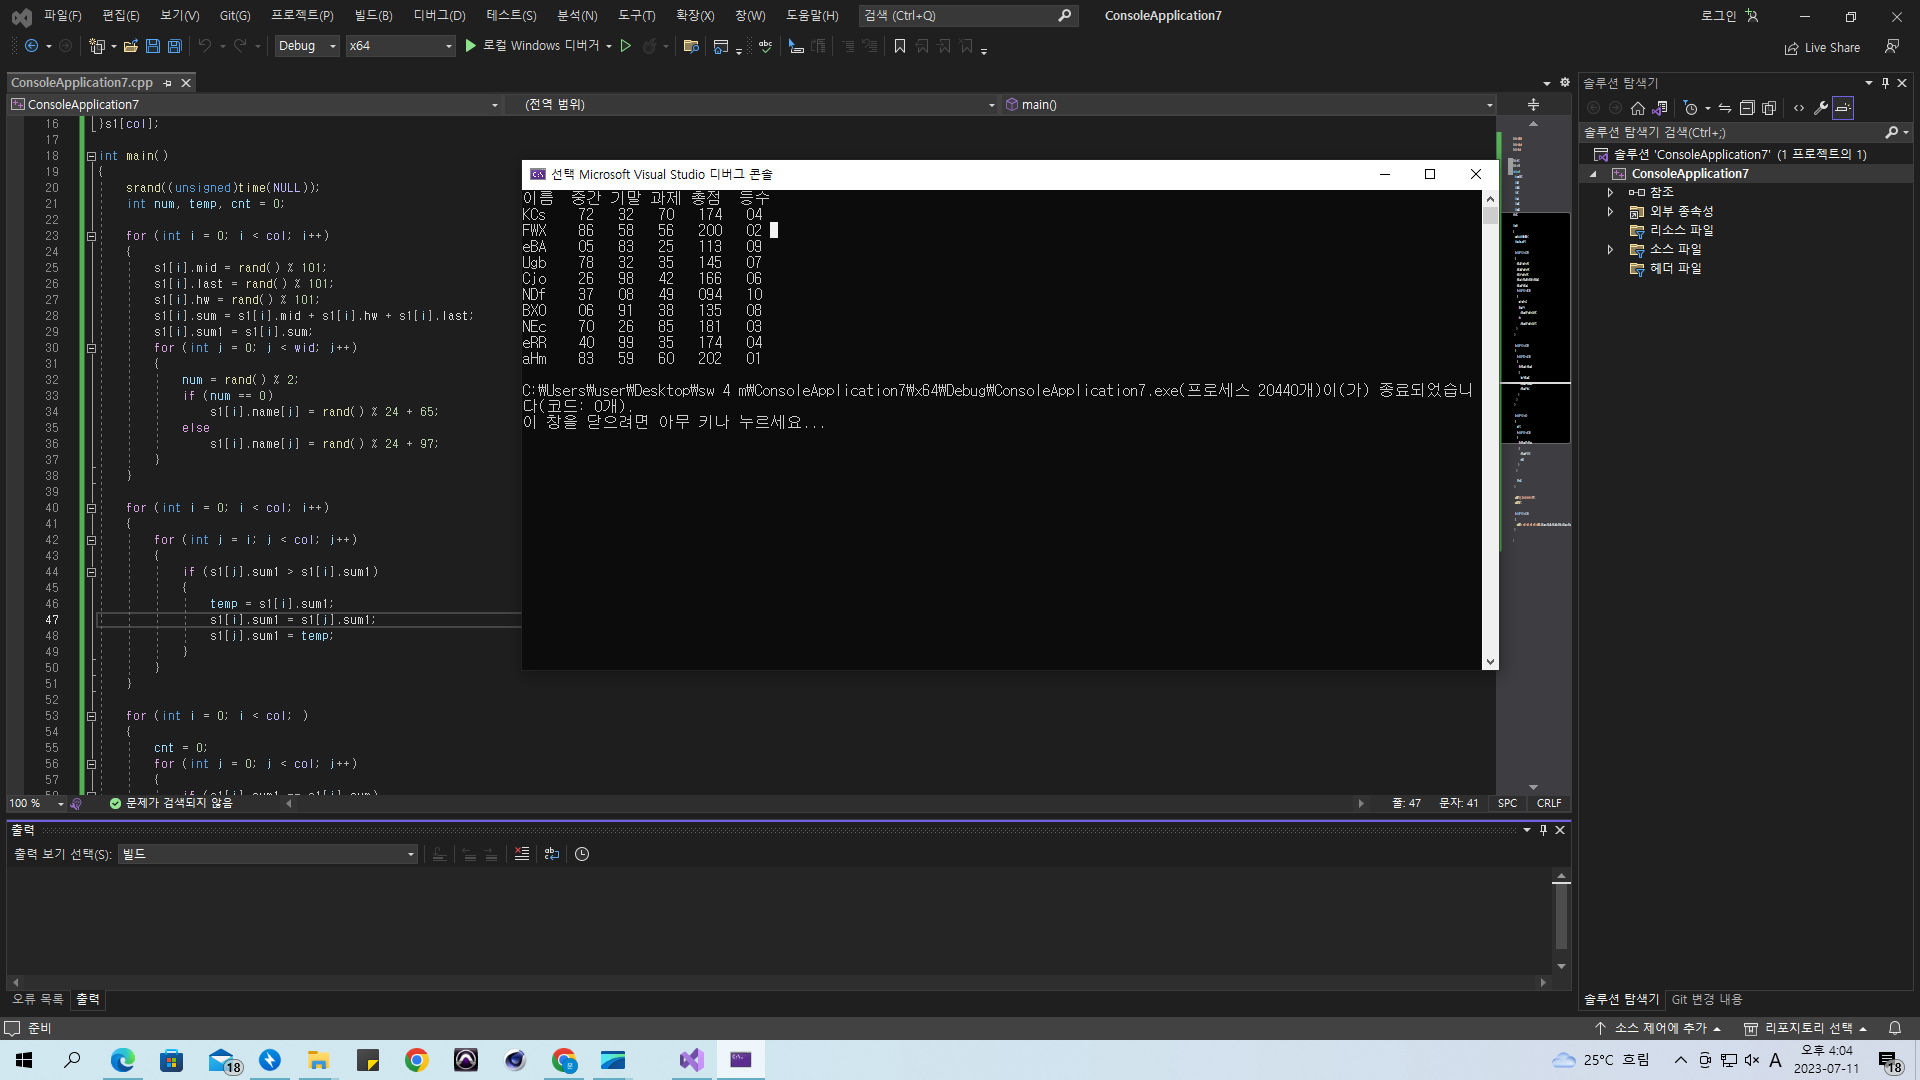 파일(F) 편집(E) 보기(V) Git(G) 프로젝트(P) 빌드(B) 디버그(D) 테스트(S) 분석(N) 도구(T) 확장(X) 창(W) 도움말(H) 검색 (Ctrl+Q) ConsoleApplication7 로그인
Debug x64 로컬 Windows 디버거 Live Share
ConsoleApplication7.cpp
ConsoleApplication7 (전역 범위) main()
16 }s1[col];
17
18 int main()
19 {
20 srand((unsigned)time(NULL));
21 int num, temp, cnt = 0;
22
23 for (int i = 0; i < col; i++)
24 {
25 s1[i].mid = rand() % 101;
26 s1[i].last = rand() % 101;
27 s1[i].hw = rand() % 101;
28 s1[i].sum = s1[i].mid + s1[i].hw + s1[i].last;
29 s1[i].sum1 = s1[i].sum;
30 for (int j = 0; j < wid; j++)
31 {
32 num = rand() % 2;
33 if (num == 0)
34 s1[i].name[j] = rand() % 24 + 65;
35 else
36 s1[i].name[j] = rand() % 24 + 97;
37 }
38 }
39
40 for (int i = 0; i < col; i++)
41 {
42 for (int j = i; j < col; j++)
43 {
44 if (s1[j].sum1 > s1[i].sum1)
45 {
46 temp = s1[i].sum1;
47 s1[i].sum1 = s1[j].sum1;
48 s1[j].sum1 = temp;
49 }
50 }
51 }
52
53 for (int i = 0; i < col; )
54 {
55 cnt = 0;
56 for (int j = 0; j < col; j++)
57 {
선택 Microsoft Visual Studio 디버그 콘솔
이름 중간 기말 과제 총점 등수
KCs 72 32 70 174 04
FWX 86 58 56 200 02
eBA 05 83 25 113 09
Ugb 78 32 35 145 07
Cjo 26 98 42 166 06
NDf 37 08 49 094 10
BXO 06 91 38 135 08
NEc 70 26 85 181 03
eRR 40 99 35 174 04
aHm 83 59 60 202 01
C:₩Users₩user₩Desktop₩sw 4 m₩ConsoleApplication7₩x64₩Debug₩ConsoleApplication7.exe(프로세스 20440개)이(가) 종료되었습니
다(코드: 0개).
이 창을 닫으려면 아무 키나 누르세요...
솔루션 탐색기
솔루션 탐색기 검색(Ctrl+;)
솔루션 'ConsoleApplication7' (1 프로젝트의 1)
ConsoleApplication7
참조
외부 종속성
리소스 파일
소스 파일
헤더 파일
100 % 문제가 검색되지 않음 줄: 47 문자: 41 SPC CRLF
출력
출력 보기 선택(S): 빌드
오류 목록 출력
솔루션 탐색기 Git 변경 내용
준비 소스 제어에 추가 리포지토리 선택
18 25°C 흐림 A 오후 4:04
2023-07-11 18